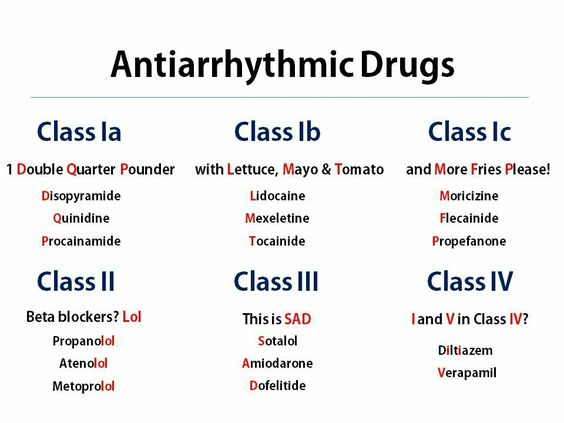 Antiarrhythmic Drugs
Class Ia
1 Double Quarter Pounder
Disopyramide
Quinidine
Procainamide
Class Ib
with Lettuce, Mayo & Tomato
Lidocaine
Mexeletine
Tocainide
Class Ic
and More Fries Please!
Moricizine
Flecainide
Propefanone
Class II
Beta blockers? Lol
Propanolol
Atenolol
Metoprolol
Class III
This is SAD
Sotalol
Amiodarone
Dofelitide
Class IV
I and V in Class IV?
Diltiazem
Verapamil